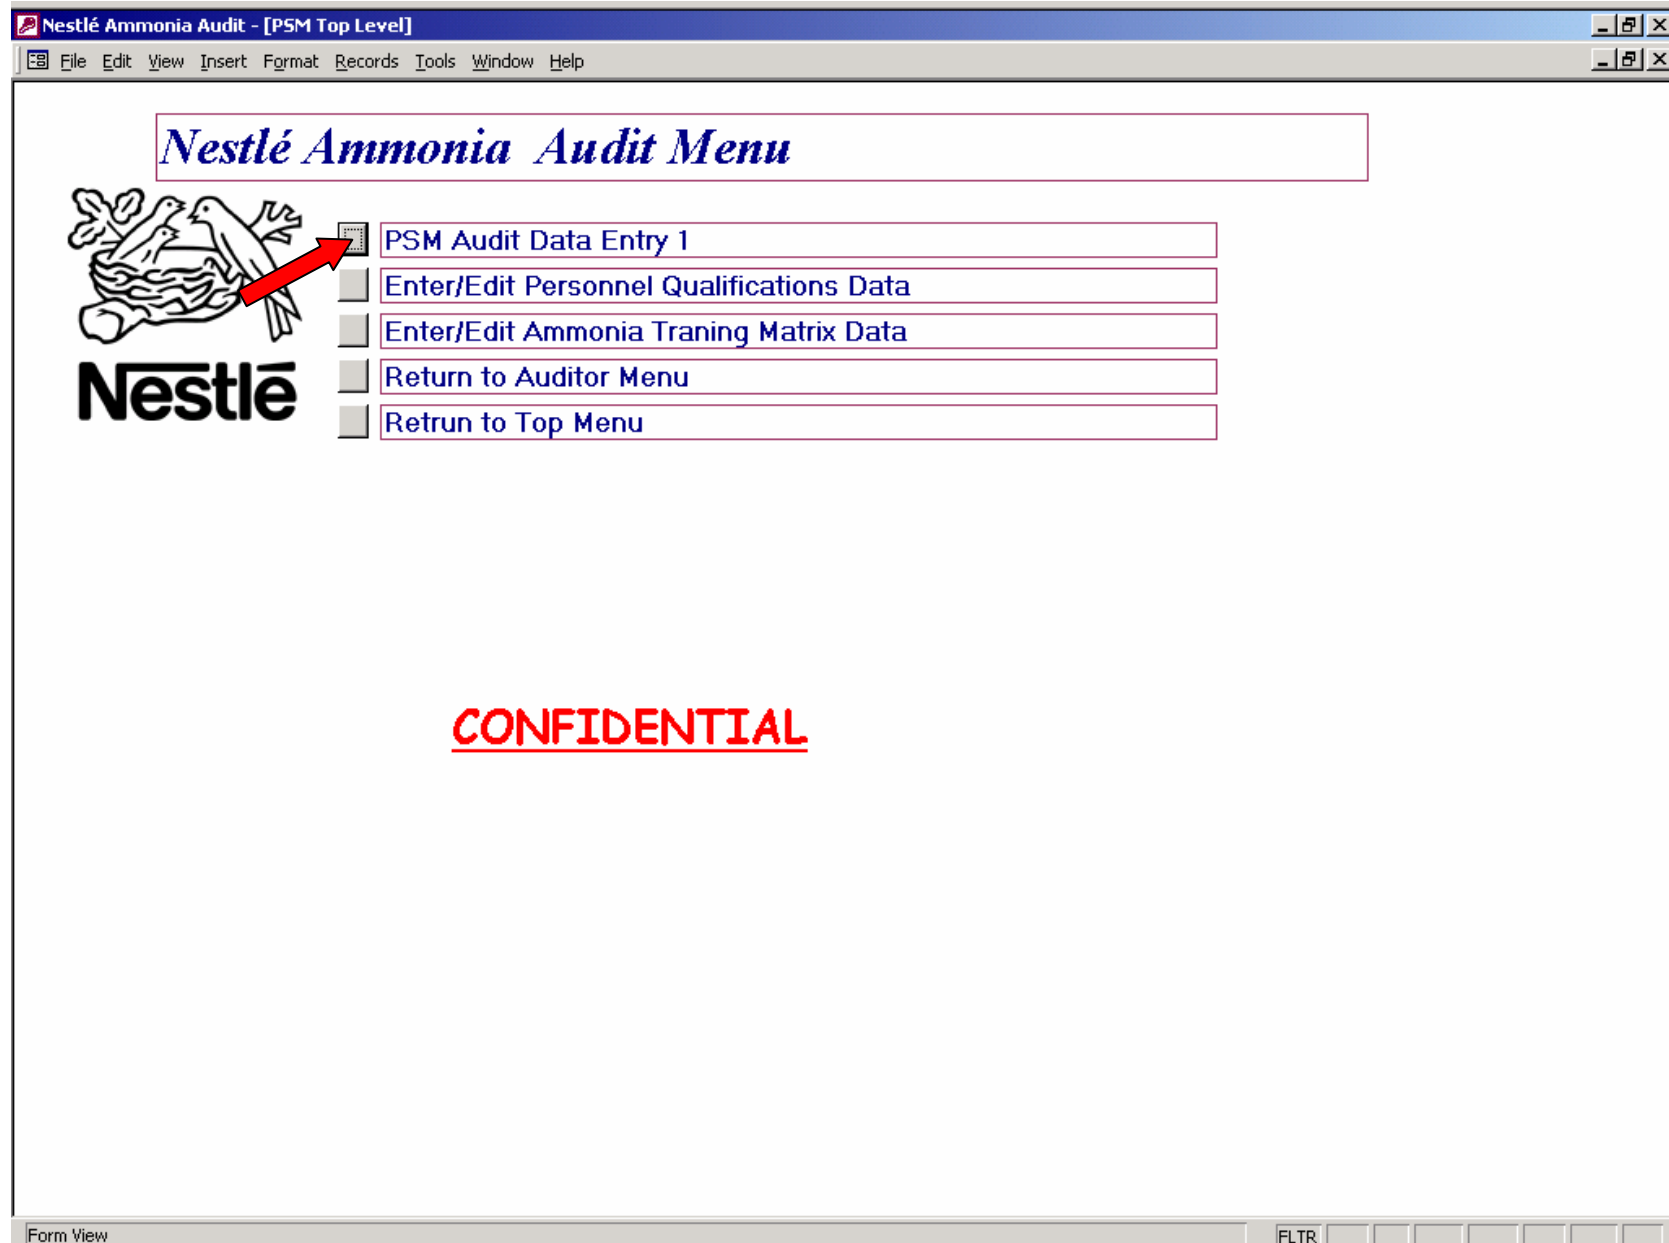 Nestlé Ammonia Audit - [PSM Top Level]
File Edit View Insert Format Records Tools Window Help
Nestlé Ammonia Audit Menu
PSM Audit Data Entry 1
Enter/Edit Personnel Qualifications Data
Enter/Edit Ammonia Traning Matrix Data
Return to Auditor Menu
Retrun to Top Menu
Nestlé
CONFIDENTIAL
Form View FLTR